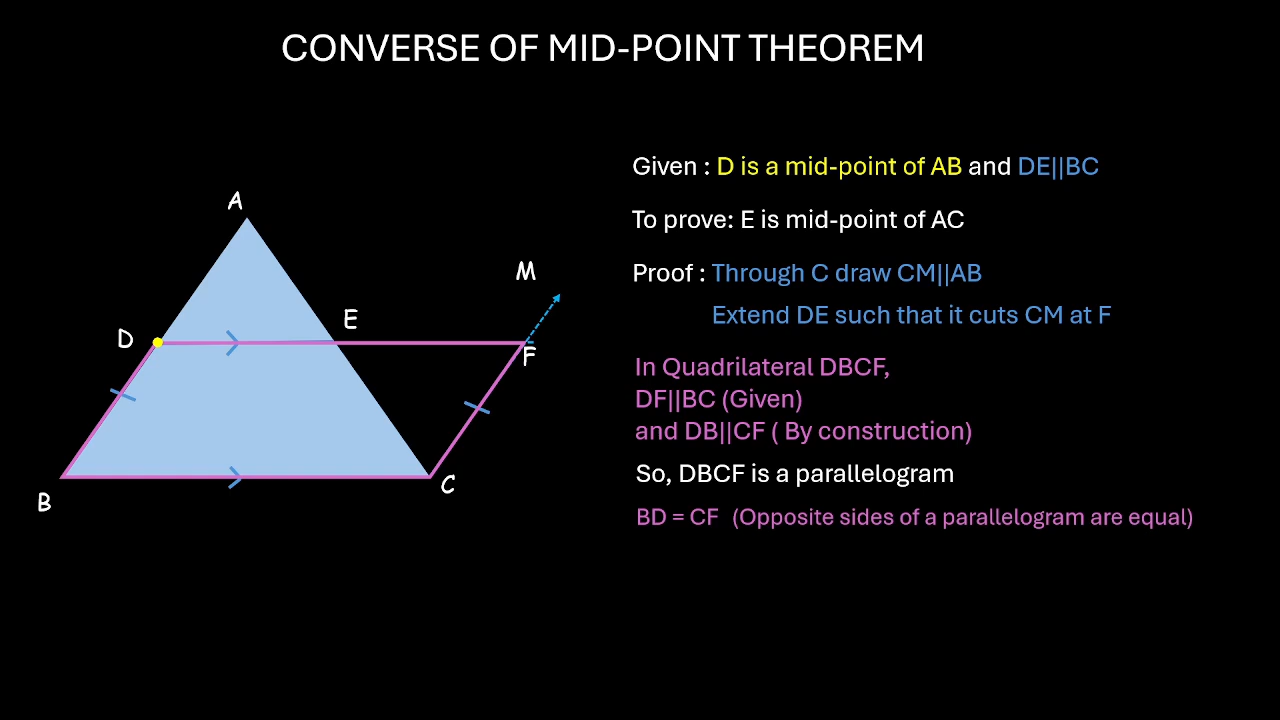 CONVERSE OF MID-POINT THEOREM
Given : D is a mid-point of AB and DE||BC
To prove: E is mid-point of AC
Proof : Through C draw CM||AB
Extend DE such that it cuts CM at F
In Quadrilateral DBCF,
DF||BC (Given)
and DB||CF ( By construction)
So, DBCF is a parallelogram
BD = CF (Opposite sides of a parallelogram are equal)
A
M
E
D
F
C
B